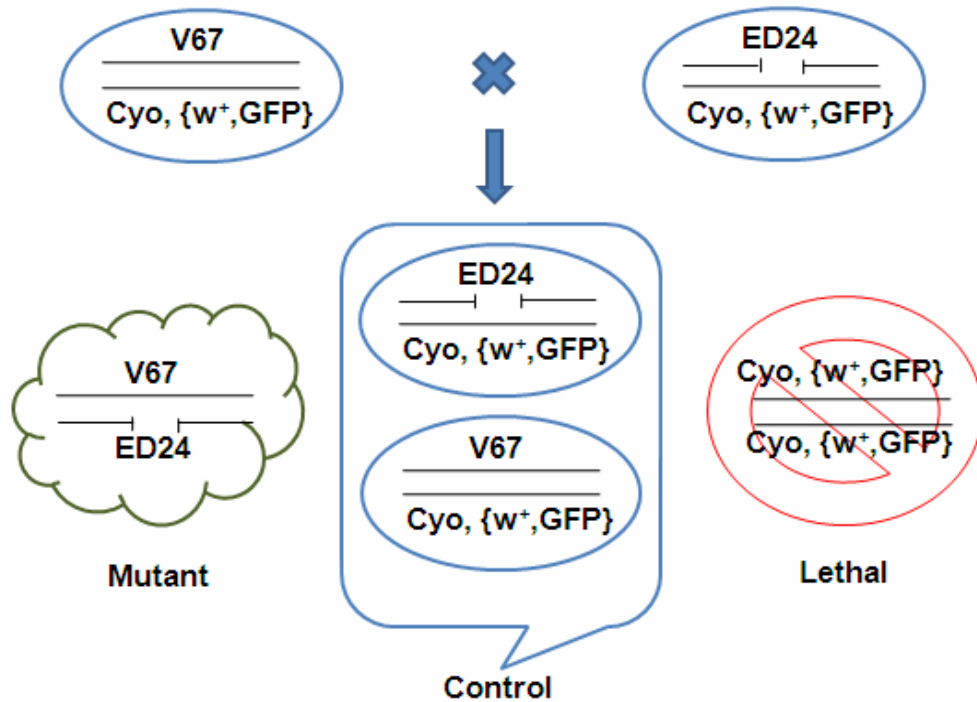 V67
Cyo, {w⁺,GFP}
ED24
Cyo, {w⁺,GFP}
V67
ED24
Mutant
ED24
Cyo, {w⁺,GFP}
V67
Cyo, {w⁺,GFP}
Control
Cyo, {w⁺,GFP}
Cyo, {w⁺,GFP}
Lethal